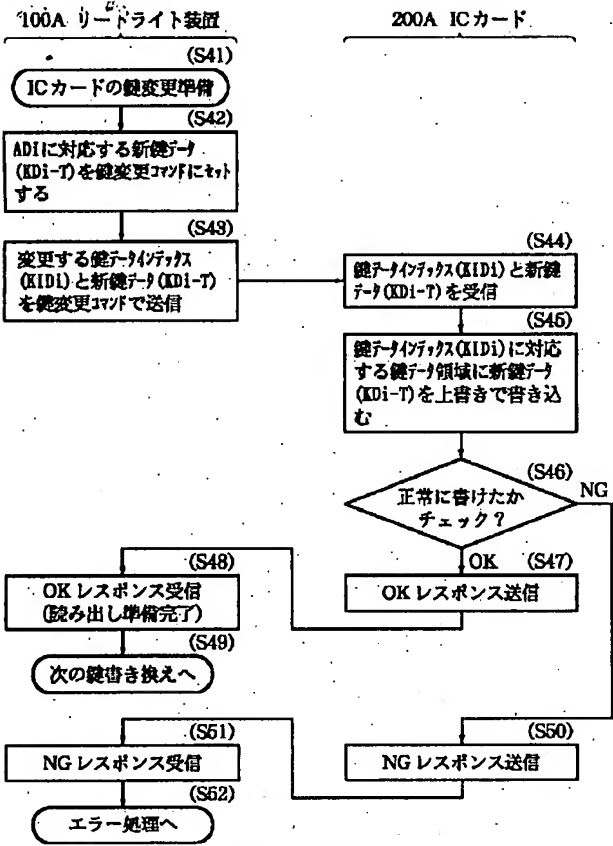 100A リードライト装置
200A ICカード
(S41)
ICカードの鍵変更準備
(S42)
ADIに対応する新鍵データ
(KDi-T)を鍵変更コマンドにセット
する
(S43)
変更する鍵データインデックス
(KIDi)と新鍵データ(KDi-T)
を鍵変更コマンドで送信
(S44)
鍵データインデックス(KIDi)と新鍵
データ(KDi-T)を受信
(S45)
鍵データインデックス(KIDi)に対応
する鍵データ領域に新鍵データ
(KDi-T)を上書きで書き込
む
(S46)
正常に書けたか
チェック?
NG
OK
(S47)
OKレスポンス送信
(S48)
OKレスポンス受信
(読み出し準備完了)
(S49)
次の鍵書き換えへ
(S50)
NGレスポンス送信
(S51)
NGレスポンス受信
(S52)
エラー処理へ